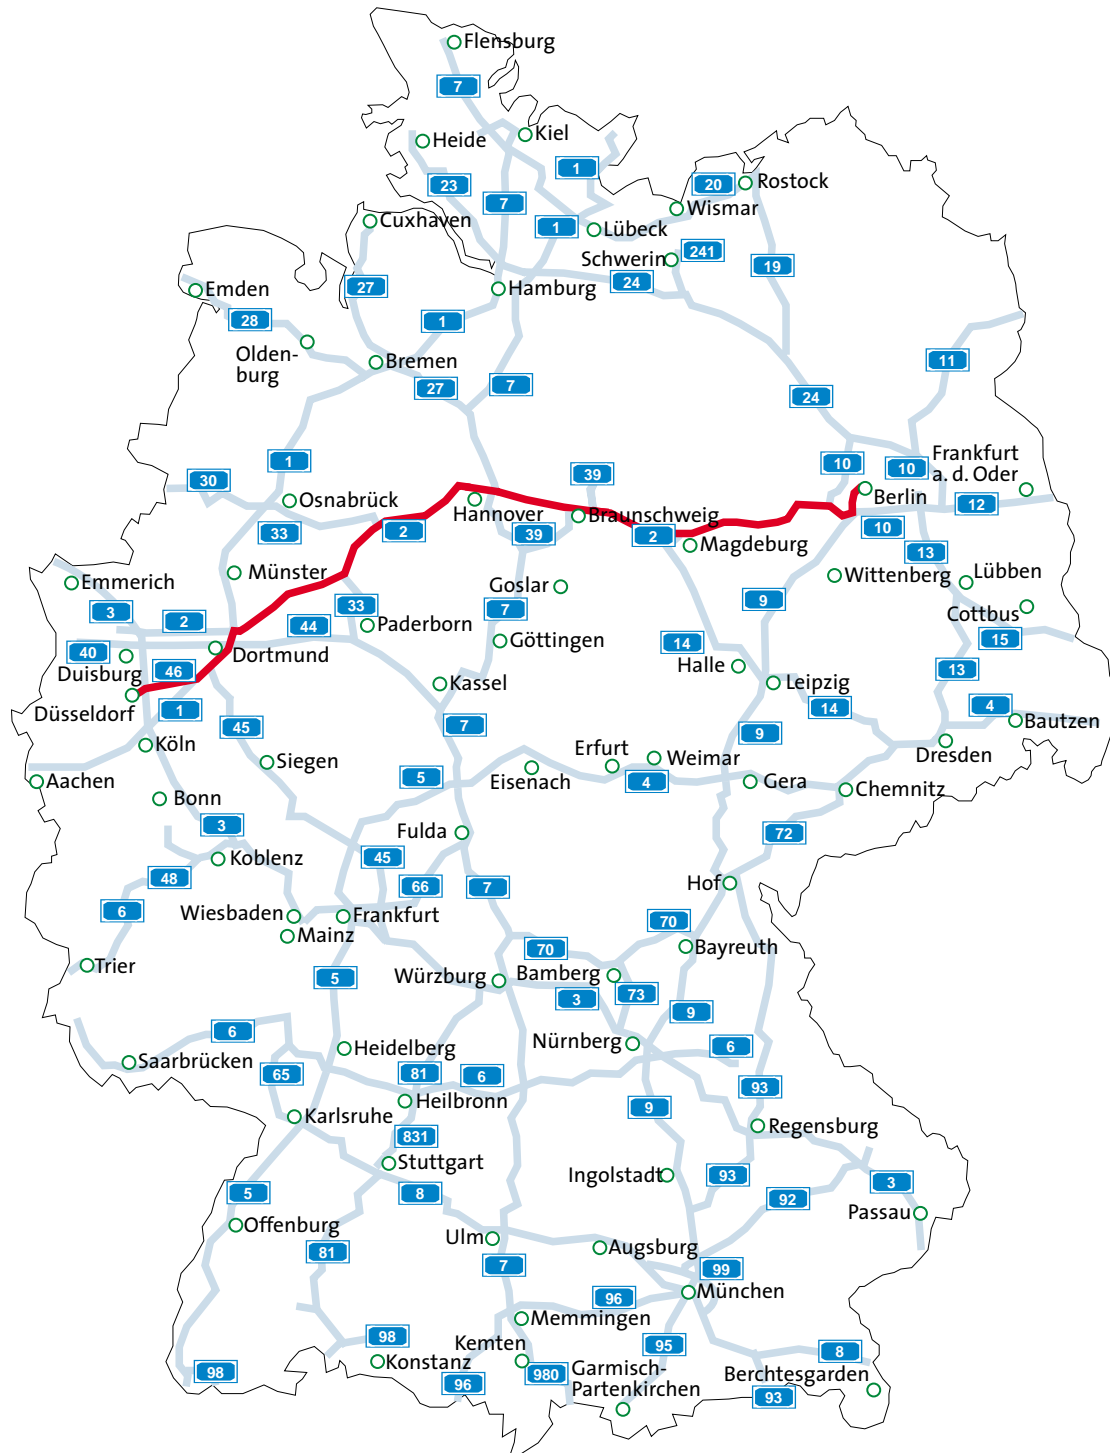 Flensburg
7
Heide
Kiel
1
23
20
Rostock
7
Wismar
Cuxhaven
1
Lübeck
Schwerin
241
19
27
24
Emden
Hamburg
28
1
Olden-
burg
Bremen
11
27
7
24
1
39
10
10
Frankfurt
a. d. Oder
30
Osnabrück
Hannover
Berlin
12
Braunschweig
33
2
39
2
10
Magdeburg
13
Emmerich
Münster
Goslar
Wittenberg
Lübben
9
3
33
7
Cottbus
2
44
Paderborn
15
Göttingen
14
40
Dortmund
Duisburg
46
Halle
13
Kassel
Leipzig
Düsseldorf
1
14
4
Bautzen
45
7
9
Köln
Dresden
Siegen
Erfurt
Weimar
Aachen
5
Eisenach
4
Gera
Chemnitz
Bonn
3
Fulda
72
Koblenz
45
48
66
7
Hof
6
Wiesbaden
Frankfurt
70
Mainz
70
Bayreuth
Trier
5
Würzburg
Bamberg
73
3
9
6
Nürnberg
6
Saarbrücken
Heidelberg
65
81
6
93
Heilbronn
9
Karlsruhe
Regensburg
831
Stuttgart
Ingolstadt
93
5
8
92
3
Offenburg
Passau
Ulm
81
Augsburg
7
99
München
96
Memmingen
98
95
8
Kemten
Konstanz
98
96
980
Garmisch-
Partenkirchen
Berchtesgarden
93